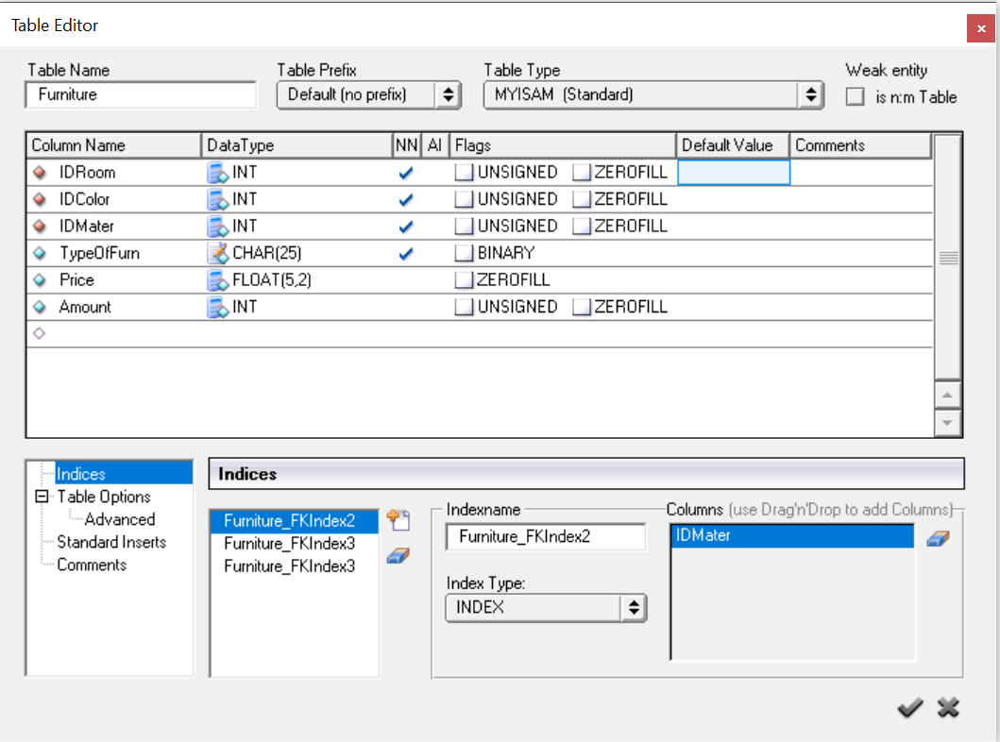 Table Editor
x
Table Name Table Prefix Table Type Weak entity
Furniture Default (no prefix) MYISAM (Standard) is n:m Table
Column Name DataType NN AI Flags Default Value Comments
IDRoom INT UNSIGNED ZEROFILL
IDColor INT UNSIGNED ZEROFILL
IDMater INT UNSIGNED ZEROFILL
TypeOfFurn CHAR(25) BINARY
Price FLOAT(5,2) ZEROFILL
Amount INT UNSIGNED ZEROFILL
Indices
Table Options
Advanced
Standard Inserts
Comments
Indices
Furniture_FKIndex2
Furniture_FKIndex3
Furniture_FKIndex3
Indexname
Furniture_FKIndex2
Index Type:
INDEX
Columns (use Drag'n'Drop to add Columns)
IDMater